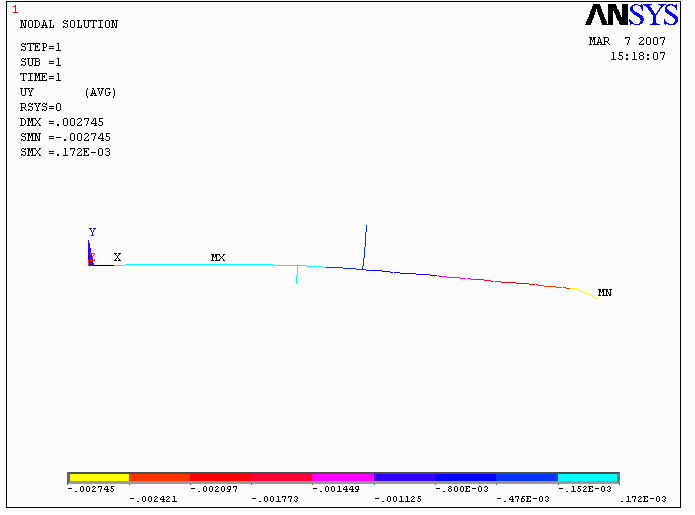 1
ANSYS
NODAL SOLUTION
MAR 7 2007
15:18:07
STEP=1
SUB =1
TIME=1
UY (AVG)
RSYS=0
DMX =.002745
SMN =-.002745
SMX =.172E-03
Y
Z X MX
MN
-.002745 -.002097 -.001449 -.800E-03 -.152E-03
-.002421 -.001773 -.001125 -.476E-03 .172E-03